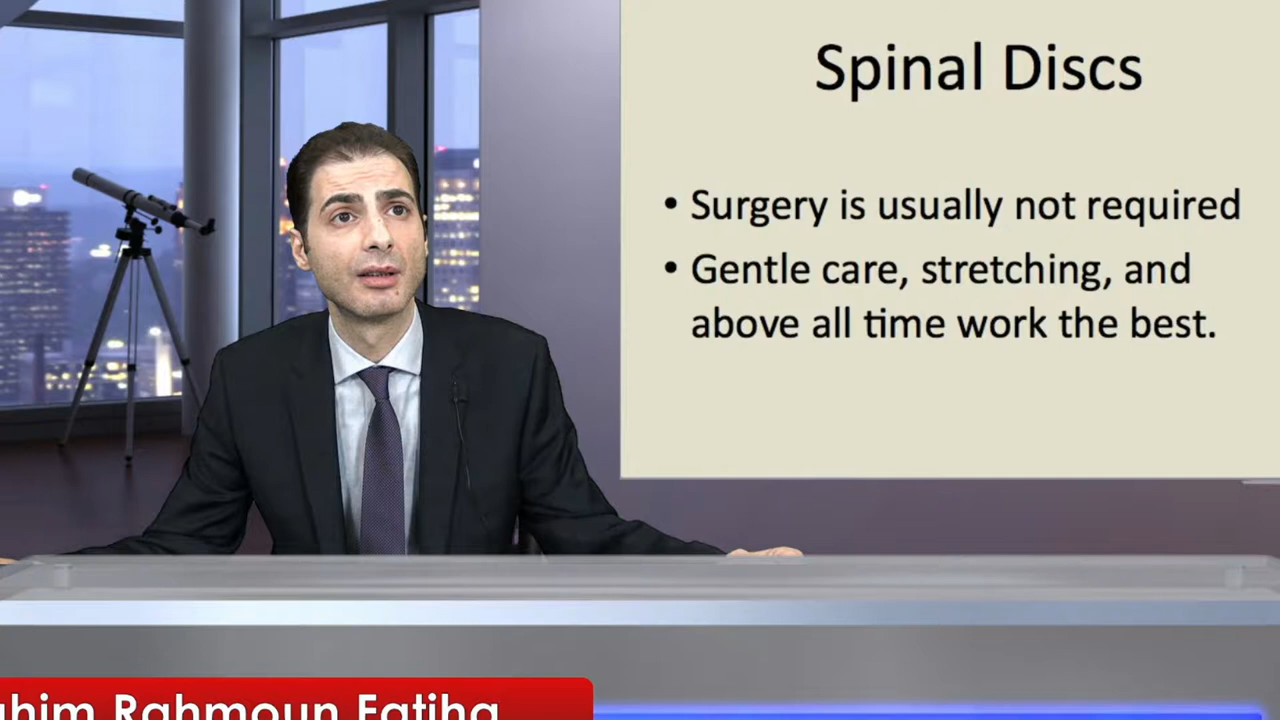 Spinal Discs
• Surgery is usually not required
• Gentle care, stretching, and
above all time work the best.
Rahmoun Fatiha